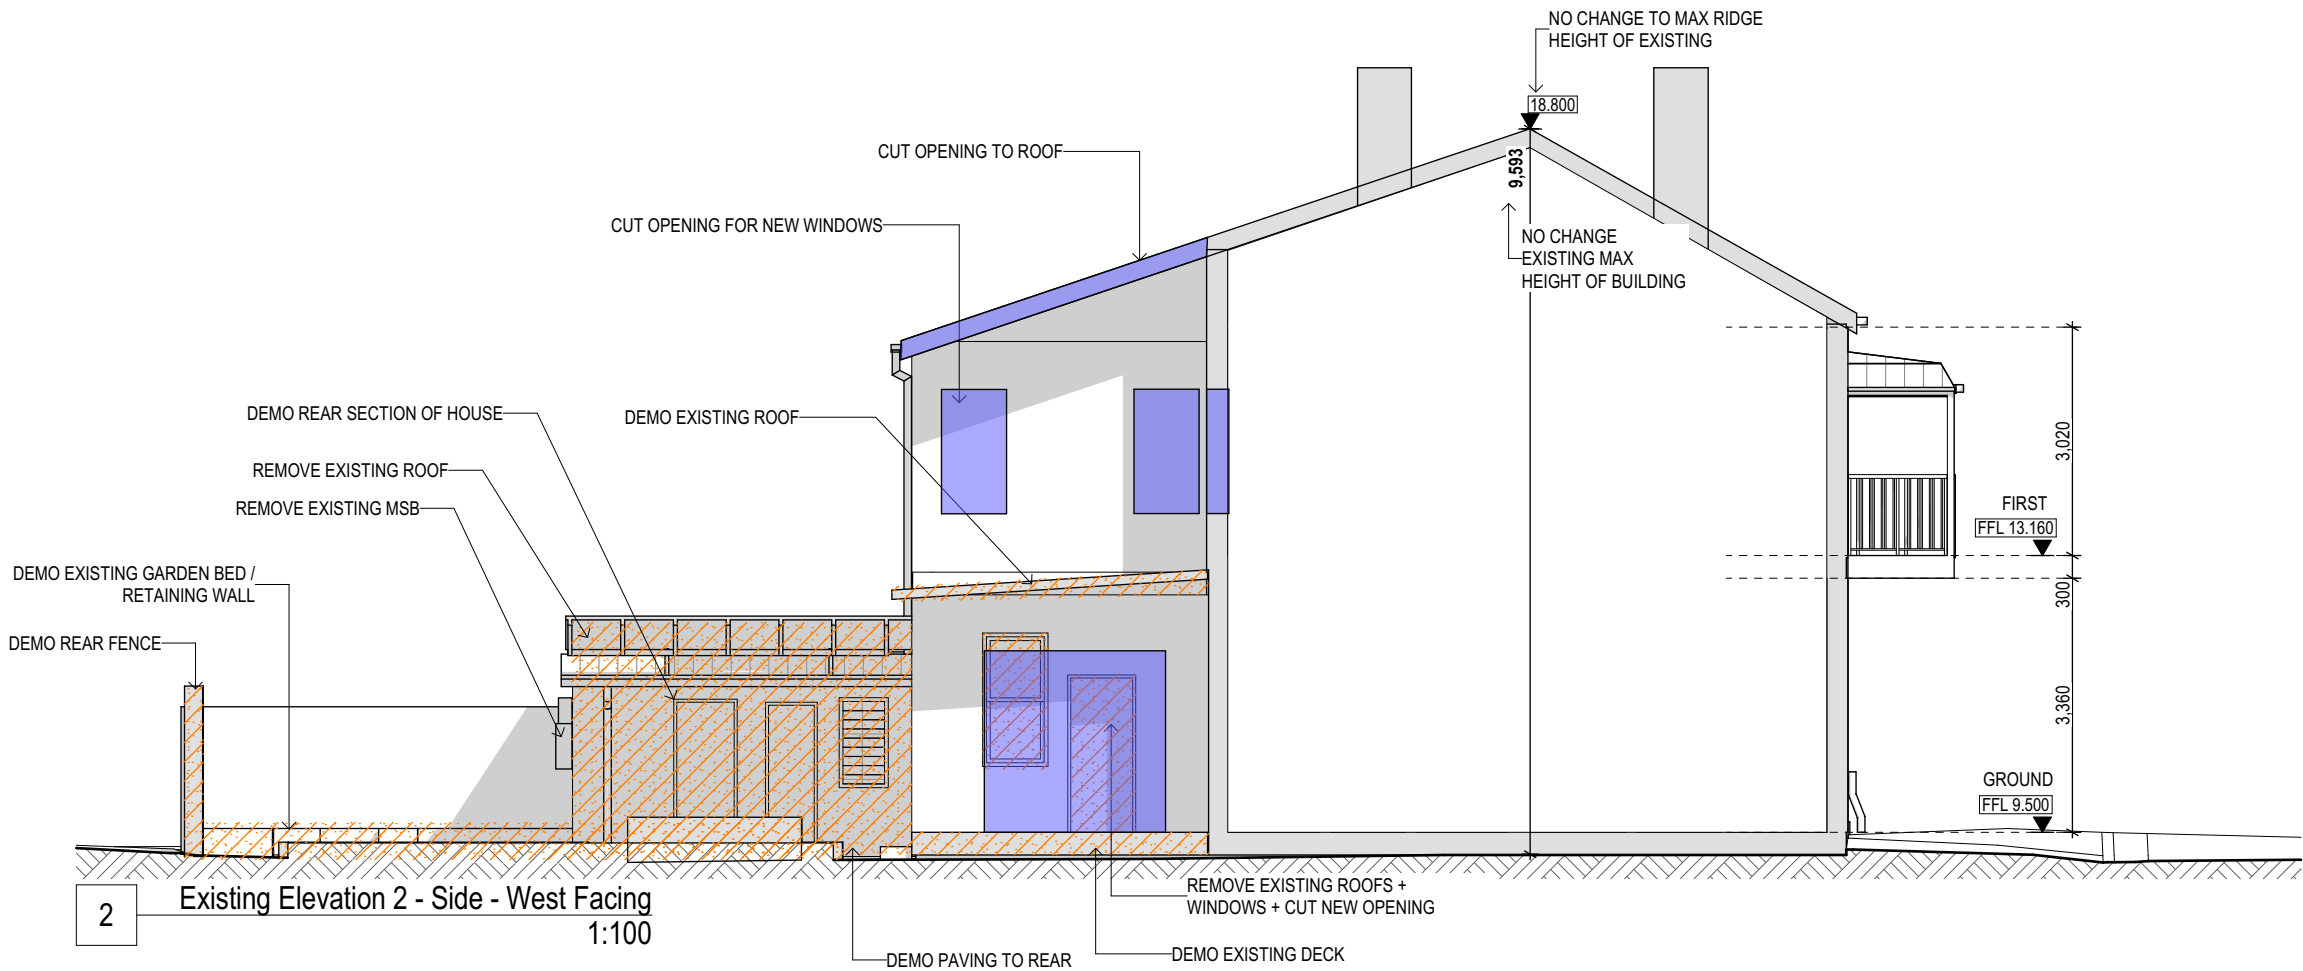 NO CHANGE TO MAX RIDGE
HEIGHT OF EXISTING
18.800
CUT OPENING TO ROOF
9,593
CUT OPENING FOR NEW WINDOWS
NO CHANGE
EXISTING MAX
HEIGHT OF BUILDING
DEMO REAR SECTION OF HOUSE
DEMO EXISTING ROOF
3,020
REMOVE EXISTING ROOF
REMOVE EXISTING MSB
FIRST
FFL 13.160
DEMO EXISTING GARDEN BED /
RETAINING WALL
300
DEMO REAR FENCE
3,360
GROUND
FFL 9.500
REMOVE EXISTING ROOFS +
WINDOWS + CUT NEW OPENING
2
Existing Elevation 2 - Side - West Facing
1:100
DEMO PAVING TO REAR
DEMO EXISTING DECK